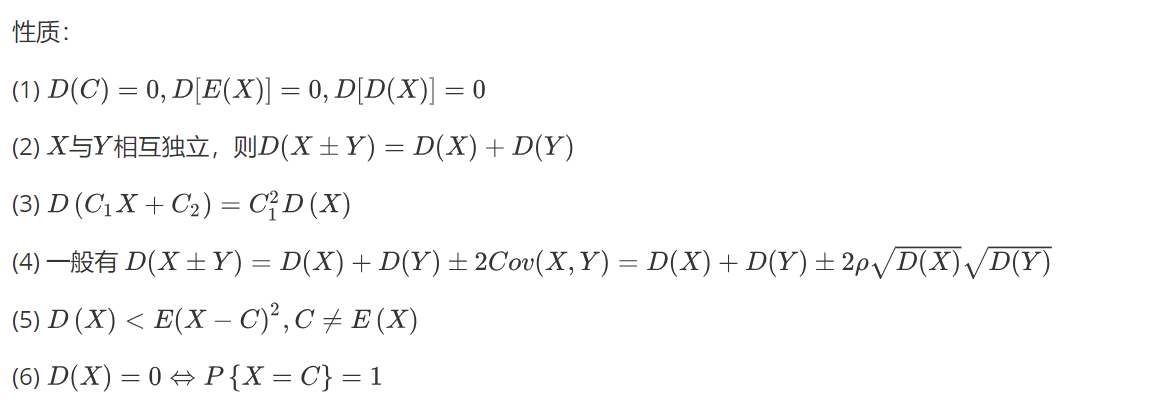 性质：
(1) D(C) = 0, D[E(X)] = 0, D[D(X)] = 0
(2) X与Y相互独立，则D(X ± Y) = D(X) + D(Y)
(3) D (C₁X + C₂) = C₁²D (X)
(4) 一般有 D(X ± Y) = D(X) + D(Y) ± 2Cov(X, Y) = D(X) + D(Y) ± 2ρ√D(X)√D(Y)
(5) D (X) < E(X − C)², C ≠ E (X)
(6) D(X) = 0 ⇔ P {X = C} = 1